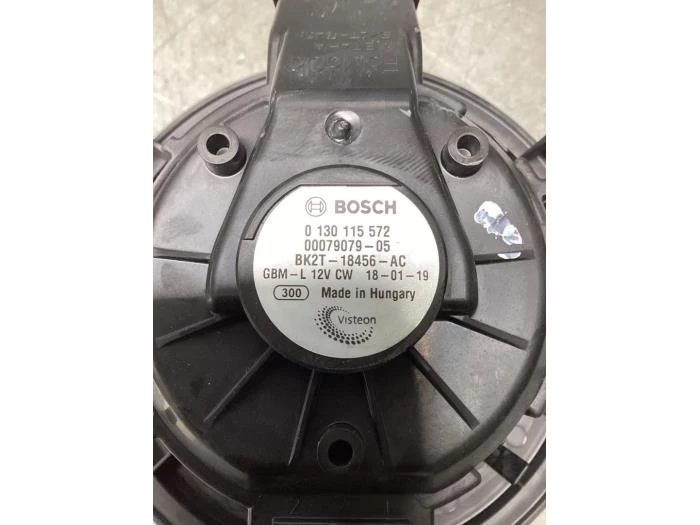 BOSCH
0 130 115 572
00079079-05
BK2T-18456-AC
GBM-L 12V CW 18-01-19
300 Made in Hungary
Visteon